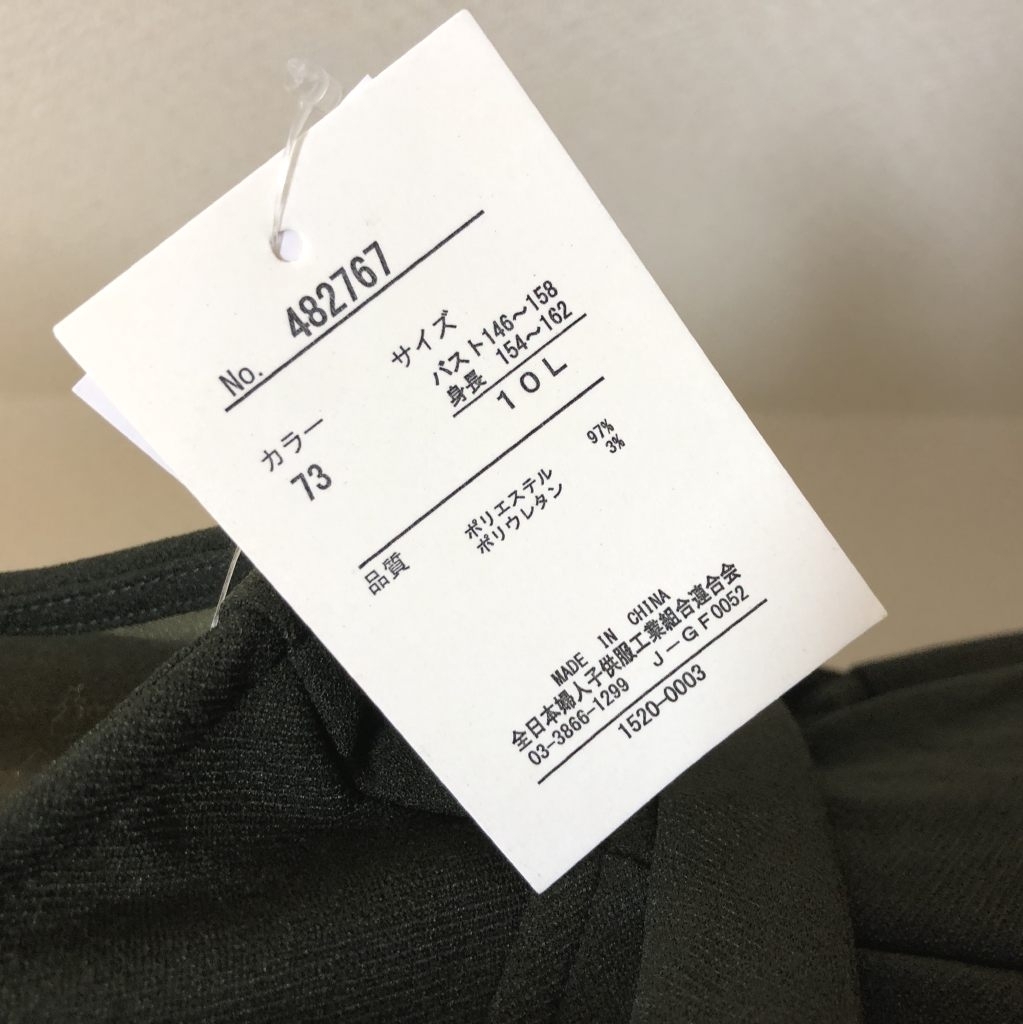 No. 482767
カラー
73
サイズ
バスト146～158
身長 154～162
10L
品質
ポリエステル 97%
ポリウレタン 3%
MADE IN CHINA
全日本婦人子供服工業組合連合会
03-3866-1299 J-GF0052
1520-0003